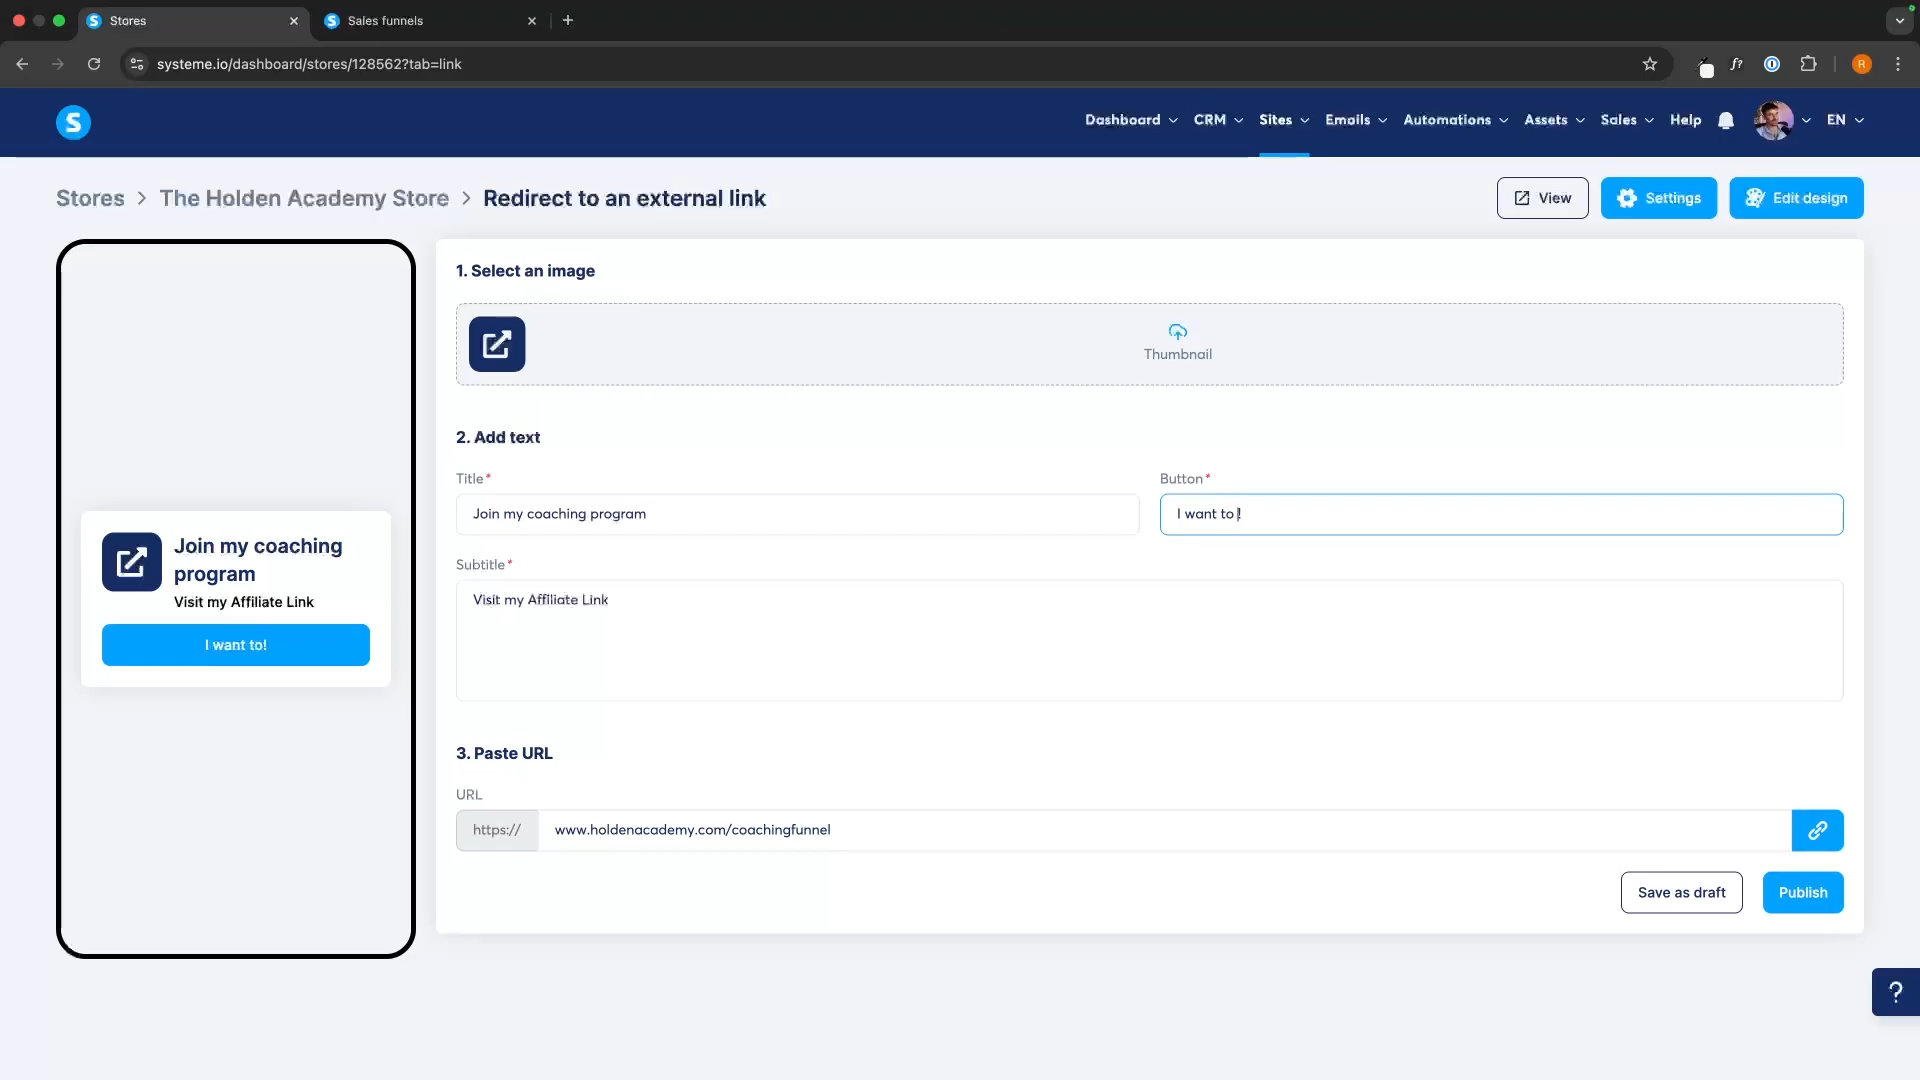 Stores
Sales funnels
systeme.io/dashboard/stores/128562?tab=link
f?
R
S
Dashboard
CRM
Sites
Emails
Automations
Assets
Sales
Help
EN
Stores > The Holden Academy Store > Redirect to an external link
View
Settings
Edit design
Join my coaching
program
Visit my Affiliate Link
I want to!
1. Select an image
Thumbnail
2. Add text
Title*
Button*
Join my coaching program
I want to !
Subtitle*
Visit my Affiliate Link
3. Paste URL
URL
https://
www.holdenacademy.com/coachingfunnel
Save as draft
Publish
?